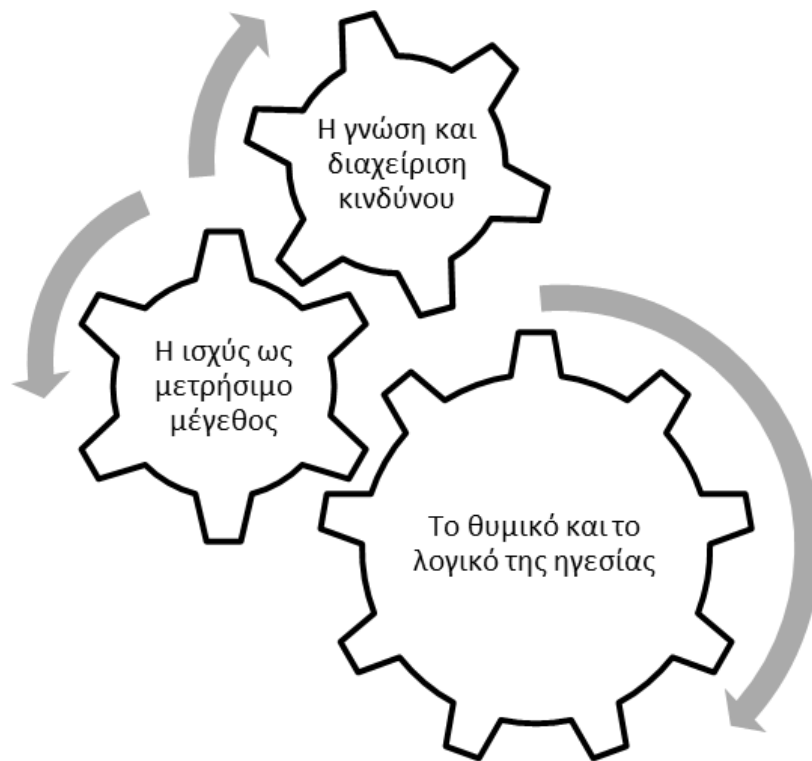 Η γνώση και
διαχείριση
κινδύνου
Η ισχύς ως
μετρήσιμο
μέγεθος
Το θυμικό και το
λογικό της ηγεσίας